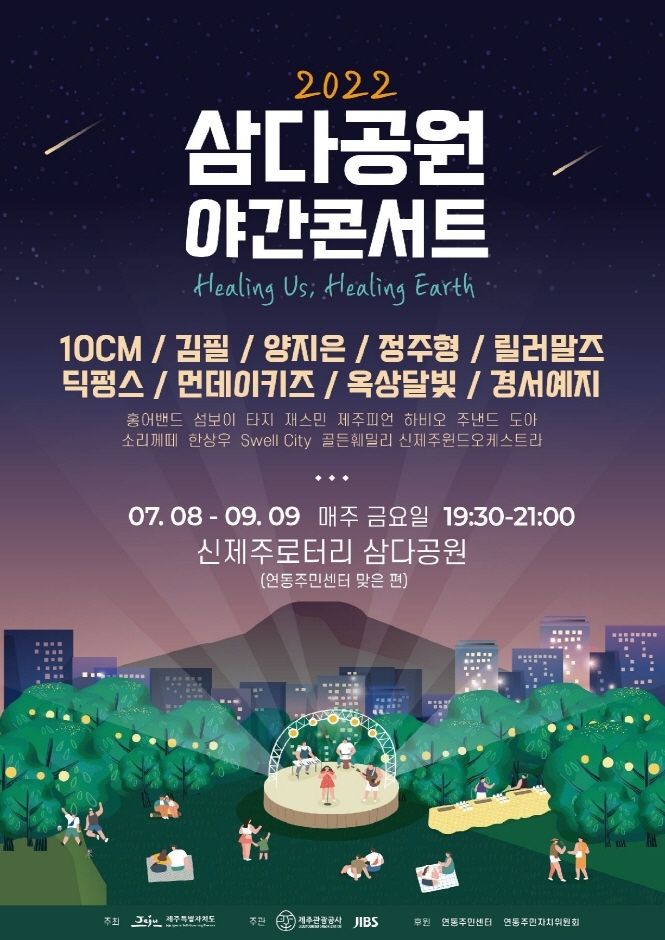 2022
삼다공원
야간콘서트
Healing Us, Healing Earth
10CM / 김필 / 양지은 / 정주형 / 릴러말즈
딕펑스 / 먼데이키즈 / 옥상달빛 / 경서예지
홍어밴드 섬보이 타지 재스민 제주피언 하비오 주낸드 도아
소리께떼 한상우 Swell City 골든훼밀리 신제주윈드오케스트라
07. 08 - 09. 09 매주 금요일 19:30-21:00
신제주로터리 삼다공원
(연동주민센터 맞은 편)
주최 Jeju 제주특별자치도 주관 제주관광공사 JIBS 후원 연동주민센터 연동주민자치위원회